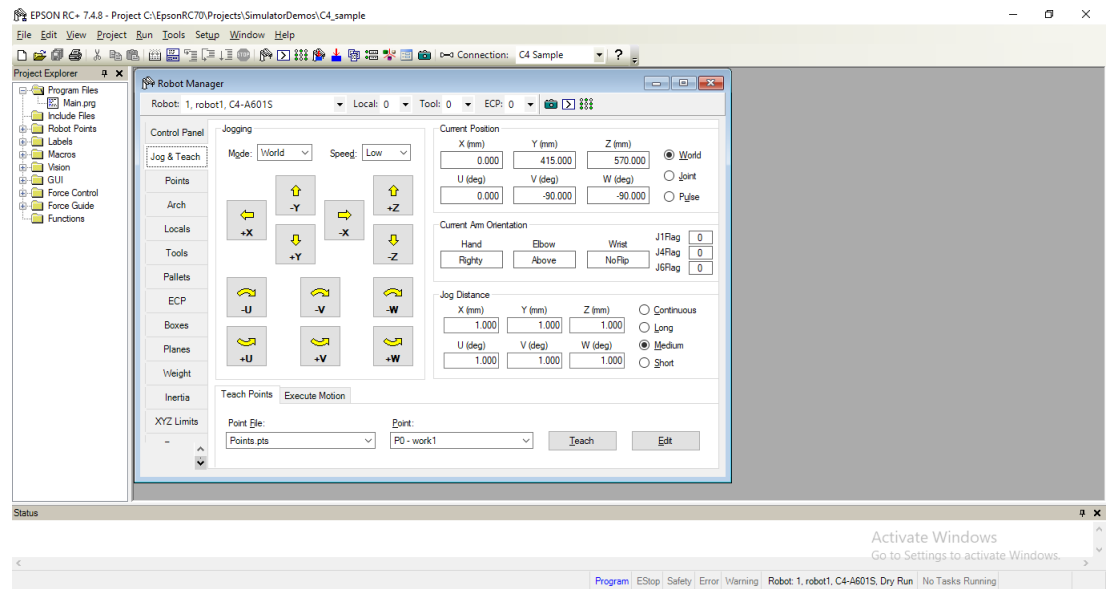 EPSON RC+ 7.4.8 - Project C:\EpsonRC70\Projects\SimulatorDemos\C4_sample
File Edit View Project Run Tools Setup Window Help
Connection: C4 Sample ?
Project Explorer
Program Files
Main.prg
Include Files
Robot Points
Labels
Macros
Vision
GUI
Force Control
Force Guide
Functions
Robot Manager
Robot: 1, robot1, C4-A601S Local: 0 Tool: 0 ECP: 0
Control Panel
Jog & Teach
Points
Arch
Locals
Tools
Pallets
ECP
Boxes
Planes
Weight
Inertia
XYZ Limits
Jogging
Mode: World Speed: Low
-Y +Z
+X -X
+Y -Z
-U -V -W
+U +V +W
Current Position
X (mm) Y (mm) Z (mm)
0.000 415.000 570.000
U (deg) V (deg) W (deg)
0.000 -90.000 -90.000
World
Joint
Pulse
Current Arm Orientation
Hand Elbow Wrist
Righty Above NoFlip
J1Flag 0
J4Flag 0
J6Flag 0
Jog Distance
X (mm) Y (mm) Z (mm)
1.000 1.000 1.000
U (deg) V (deg) W (deg)
1.000 1.000 1.000
Continuous
Long
Medium
Short
Teach Points Execute Motion
Point File: Point:
Points.pts P0 - work1 Teach Edit
Status
Activate Windows
Go to Settings to activate Windows.
Program EStop Safety Error Warning Robot: 1, robot1, C4-A601S, Dry Run No Tasks Running